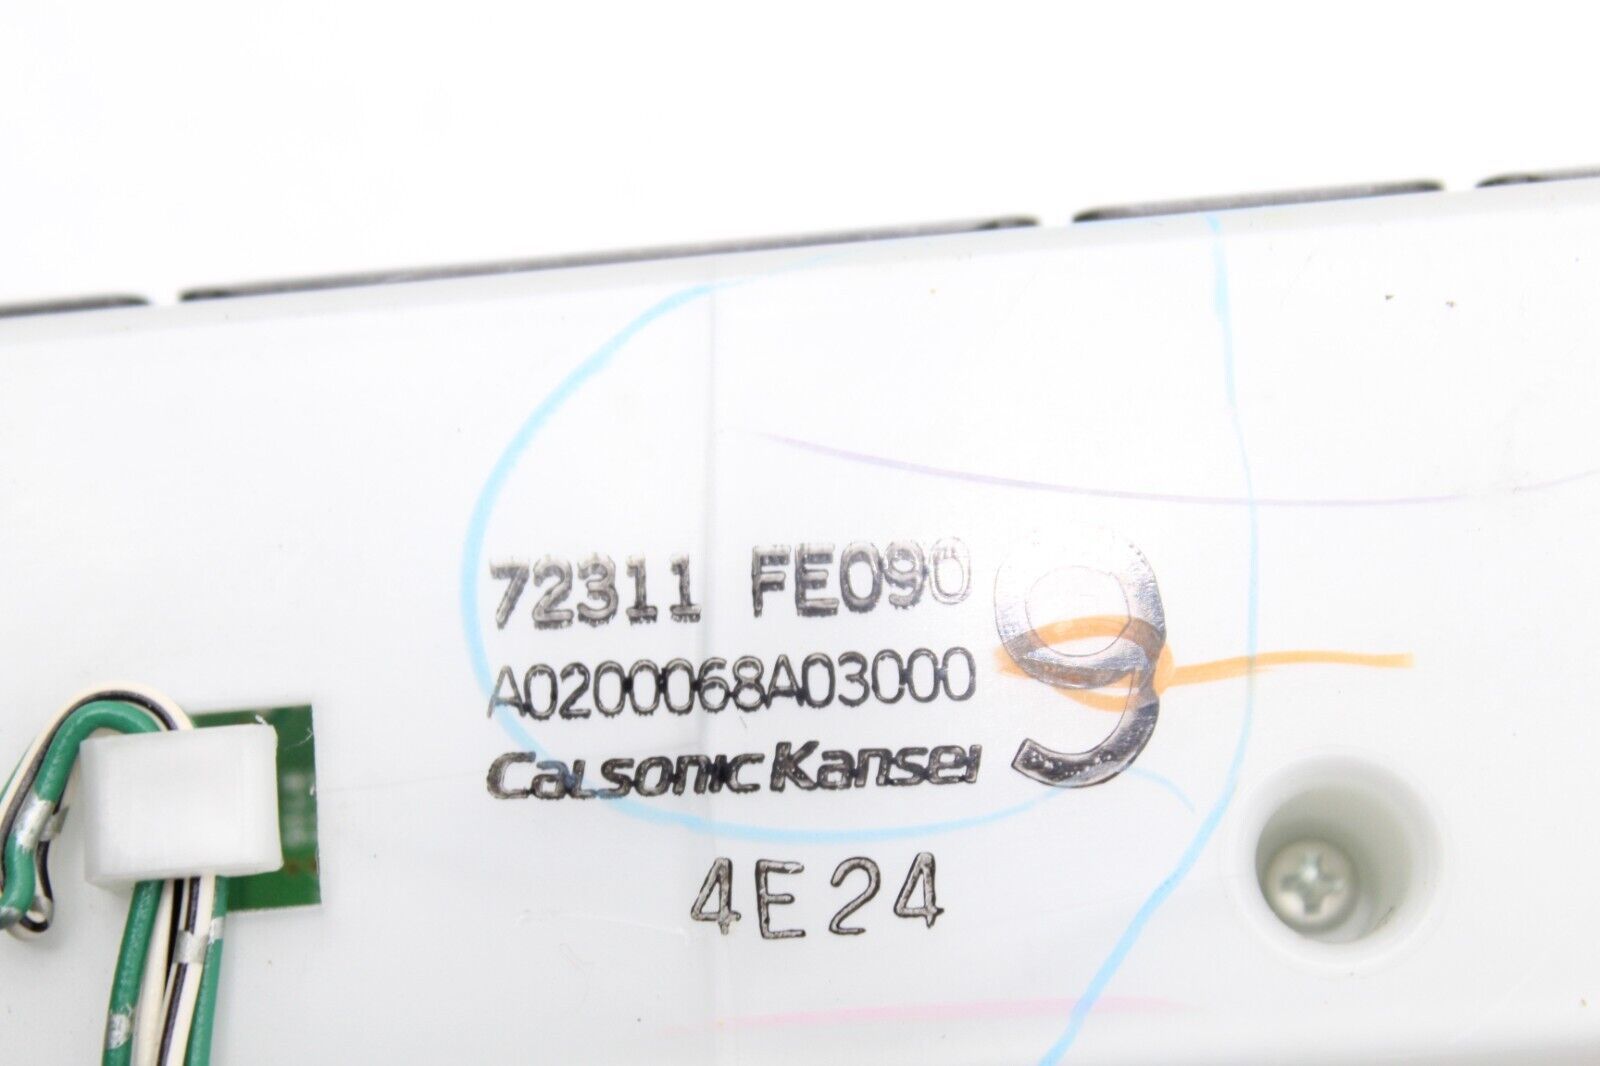 72311 FE090
9
A0200068A03000
CalsonicKansei
4E24